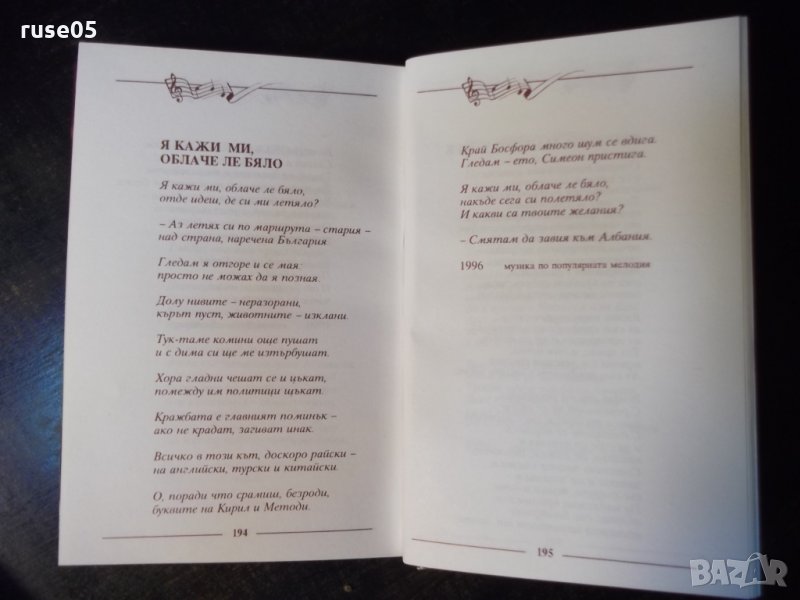 ruse05
Я КАЖИ МИ,
ОБЛАЧЕ ЛЕ БЯЛО
Я кажи ми, облаче ле бяло,
отде идеш, де си ми летяло?
– Аз летях си по маршрута – стария –
над страна, наречена България.
Гледам я отгоре и се мая:
просто не можах да я позная.
Долу нивите – неразорани,
кърът пуст, животните – изклани.
Тук-таме комини още пушат
и с дима си ще ме изтърбушат.
Хора гладни чешат се и цъкат,
помежду им политици щъкат.
Кражбата е главният поминък –
ако не крадат, загиват инак.
Всичко в този кът, доскоро райски –
на английски, турски и китайски.
О, поради что срамиш, безроди,
буквите на Кирил и Методи.
194
Край Босфора много шум се вдига.
Гледам – ето, Симеон пристига.
Я кажи ми, облаче ле бяло,
накъде сега си полетяло?
И какви са твоите желания?
– Смятам да завия към Албания.
1996 музика по популярната мелодия
195
BAZAR